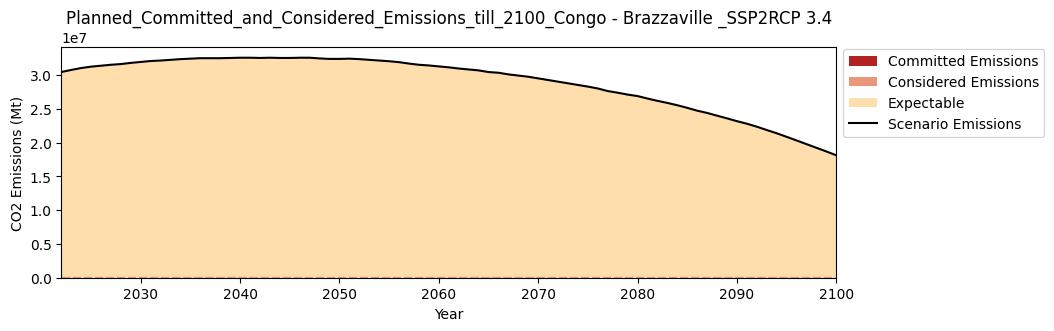 Planned_Committed_and_Considered_Emissions_till_2100_Congo - Brazzaville _SSP2RCP 3.4
1e7
3.0
2.5
2.0
1.5
1.0
0.5
0.0
CO2 Emissions (Mt)
2030 2040 2050 2060 2070 2080 2090 2100
Year
Committed Emissions
Considered Emissions
Expectable
Scenario Emissions